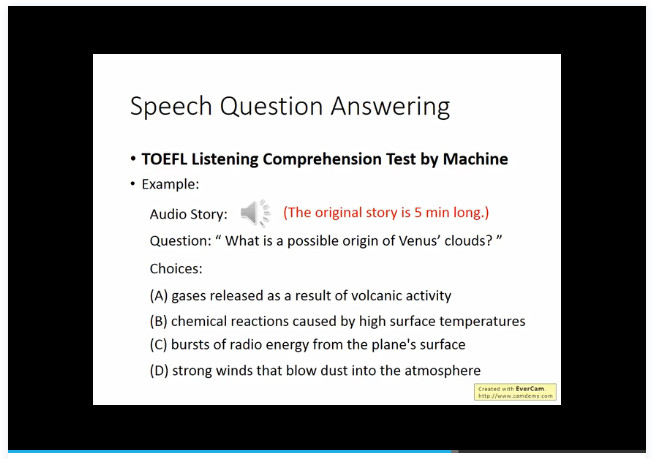 Speech Question Answering
• TOEFL Listening Comprehension Test by Machine
• Example:
Audio Story: (The original story is 5 min long.)
Question: “ What is a possible origin of Venus’ clouds? ”
Choices:
(A) gases released as a result of volcanic activity
(B) chemical reactions caused by high surface temperatures
(C) bursts of radio energy from the plane's surface
(D) strong winds that blow dust into the atmosphere
Created with EverCam
http://www.camdemy.com